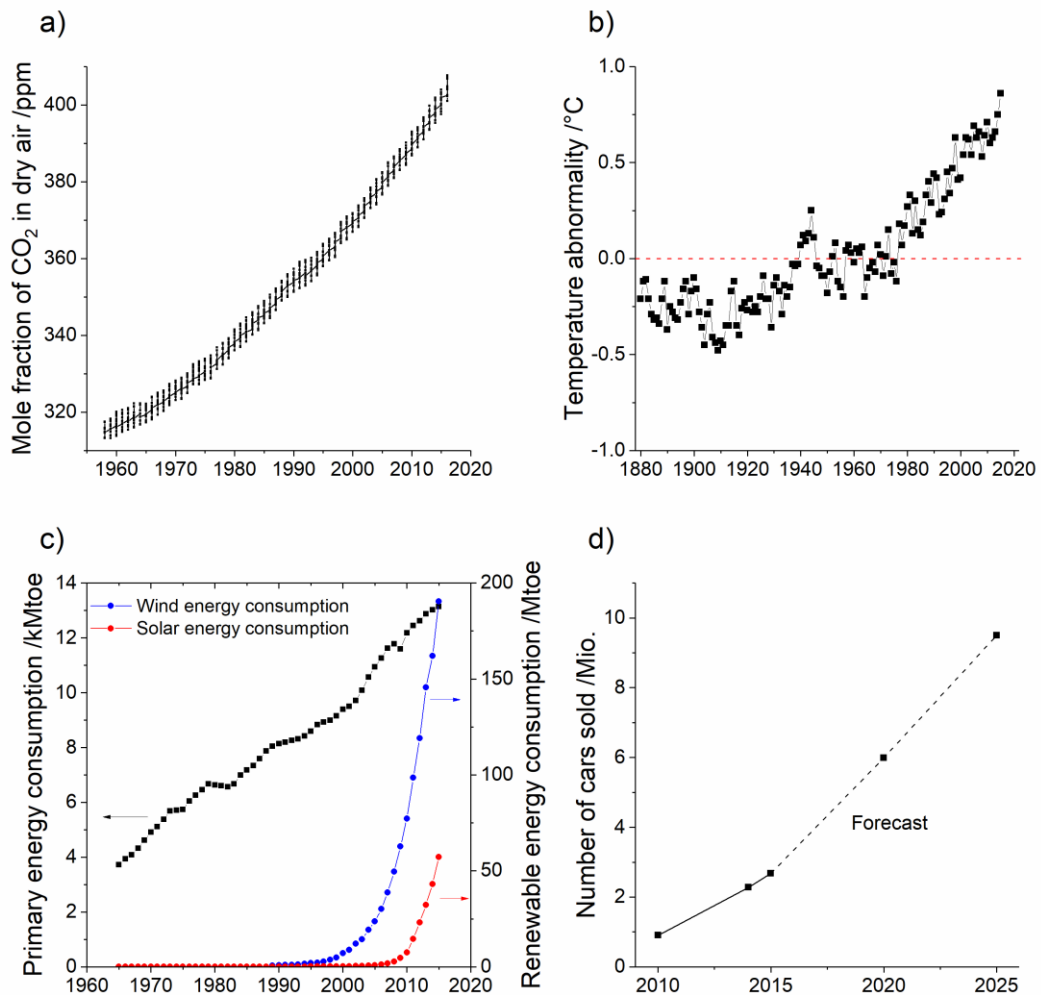 a)
Mole fraction of CO₂ in dry air /ppm
400
380
360
340
320
1960 1970 1980 1990 2000 2010 2020
b)
Temperature abnormality /°C
1.0
0.5
0.0
-0.5
-1.0
1880 1900 1920 1940 1960 1980 2000 2020
c)
Primary energy consumption /kMtoe
14
12
10
8
6
4
2
0
Wind energy consumption
Solar energy consumption
200
150
100
50
0
Renewable energy consumption /Mtoe
1960 1970 1980 1990 2000 2010 2020
d)
Number of cars sold /Mio.
10
8
6
4
2
0
Forecast
2010 2015 2020 2025